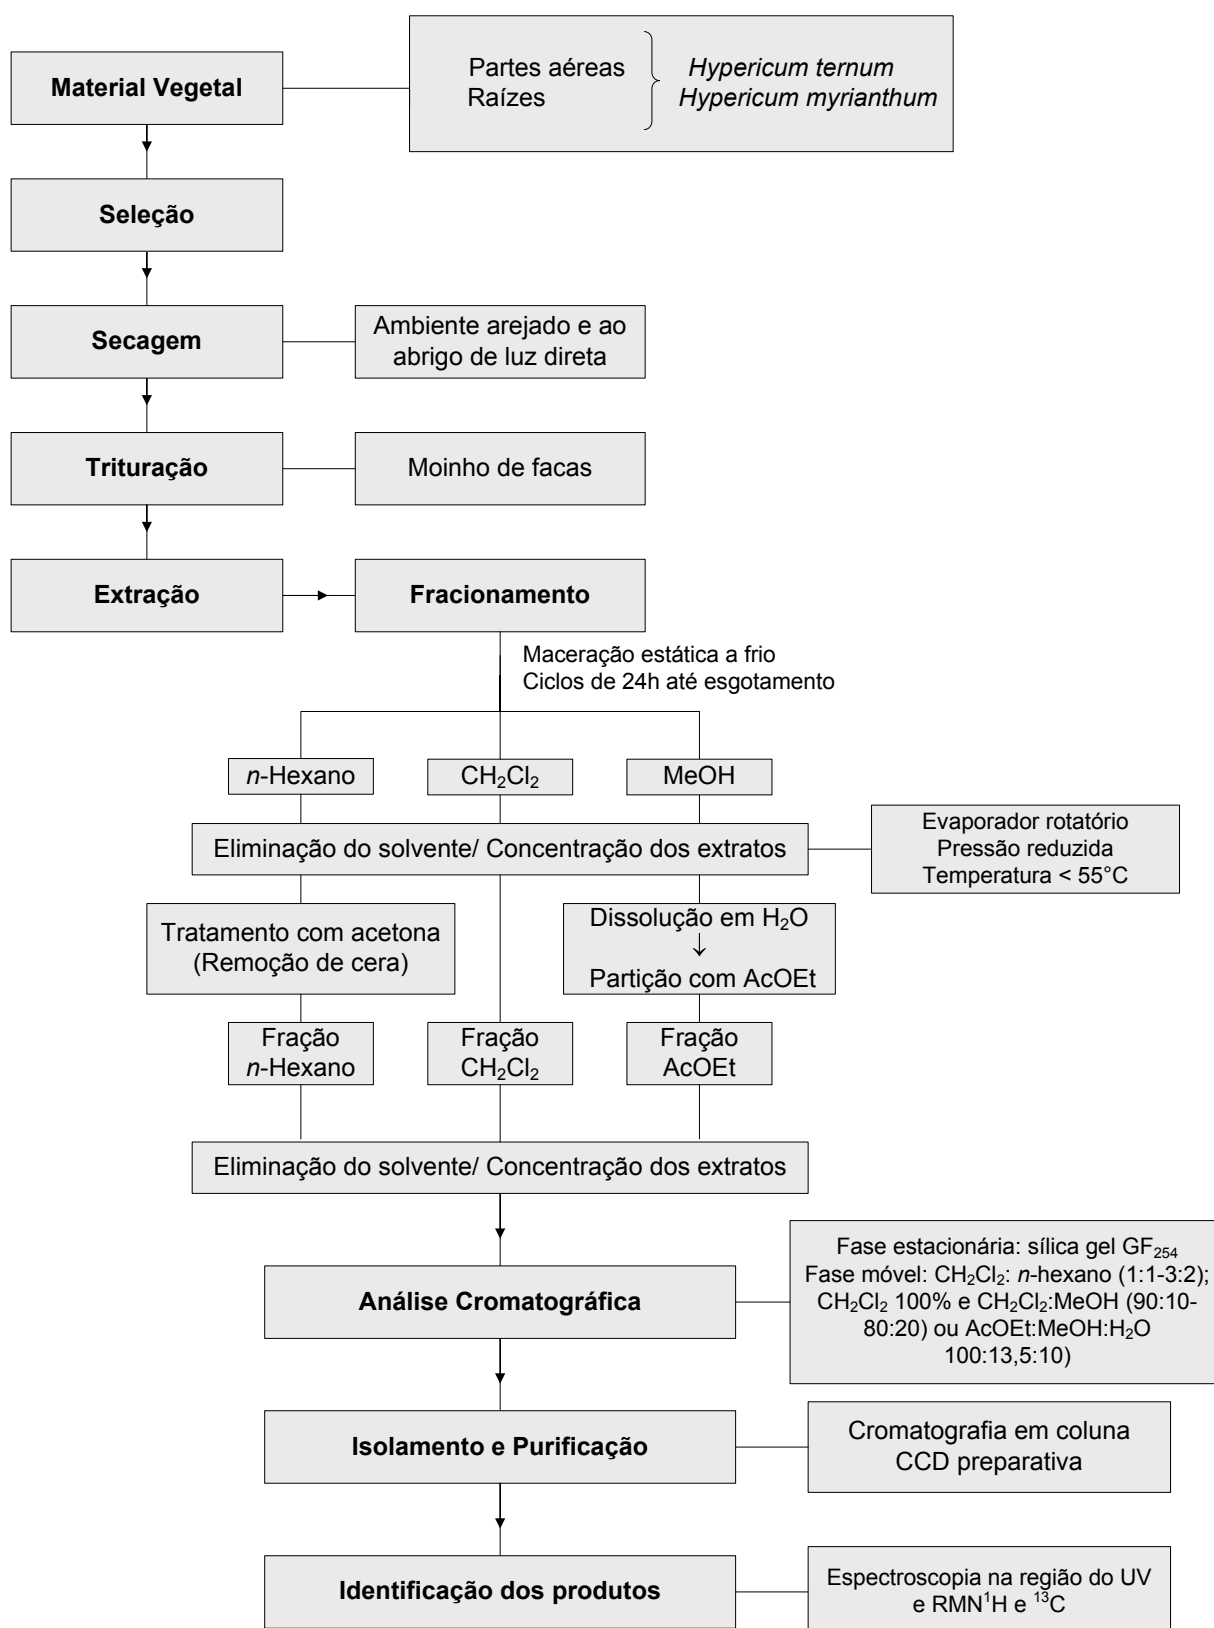 Material Vegetal
Partes aéreas
Raízes
Hypericum ternum
Hypericum myrianthum
Seleção
Secagem
Ambiente arejado e ao
abrigo de luz direta
Trituração
Moinho de facas
Extração
Fracionamento
Maceração estática a frio
Ciclos de 24h até esgotamento
n-Hexano
CH₂Cl₂
MeOH
Eliminação do solvente/ Concentração dos extratos
Evaporador rotatório
Pressão reduzida
Temperatura < 55°C
Tratamento com acetona
(Remoção de cera)
Dissolução em H₂O
↓
Partição com AcOEt
Fração
n-Hexano
Fração
CH₂Cl₂
Fração
AcOEt
Eliminação do solvente/ Concentração dos extratos
Análise Cromatográfica
Fase estacionária: sílica gel GF₂₅₄
Fase móvel: CH₂Cl₂: n-hexano (1:1-3:2);
CH₂Cl₂ 100% e CH₂Cl₂:MeOH (90:10-
80:20) ou AcOEt:MeOH:H₂O
100:13,5:10)
Isolamento e Purificação
Cromatografia em coluna
CCD preparativa
Identificação dos produtos
Espectroscopia na região do UV
e RMN¹H e ¹³C